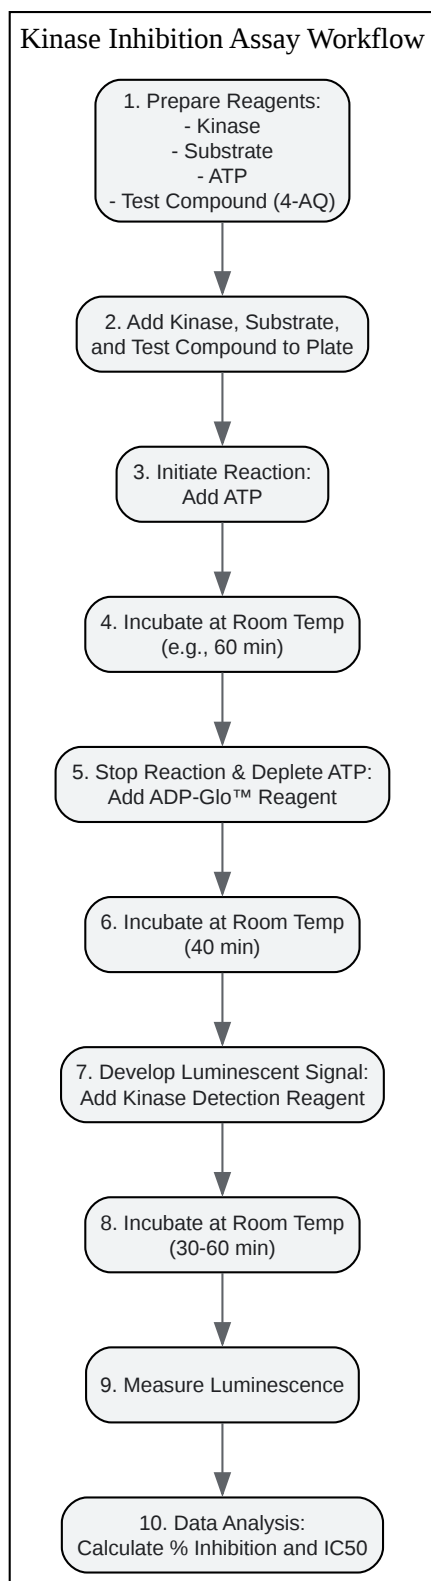 Kinase Inhibition Assay Workflow
1. Prepare Reagents:
- Kinase
- Substrate
- ATP
- Test Compound (4-AQ)
2. Add Kinase, Substrate,
and Test Compound to Plate
3. Initiate Reaction:
Add ATP
4. Incubate at Room Temp
(e.g., 60 min)
5. Stop Reaction & Deplete ATP:
Add ADP-Glo™ Reagent
6. Incubate at Room Temp
(40 min)
7. Develop Luminescent Signal:
Add Kinase Detection Reagent
8. Incubate at Room Temp
(30-60 min)
9. Measure Luminescence
10. Data Analysis:
Calculate % Inhibition and IC50